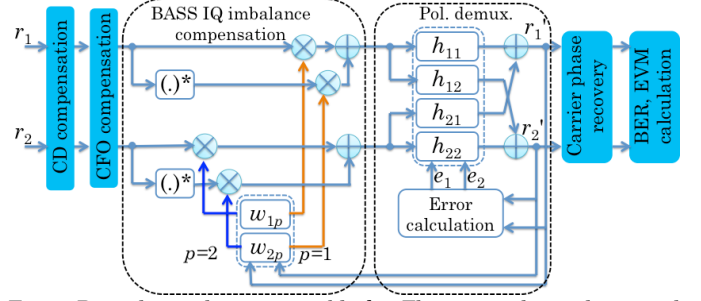 BASS IQ imbalance
compensation
Pol. demux.
r1
r2
CD compensation
CFO compensation
(.)*
(.)*
w1p
w2p
p=2
p=1
h11
h12
h21
h22
r1'
r2'
e1
e2
Error
calculation
Carrier phase
recovery
BER, EVM
calculation